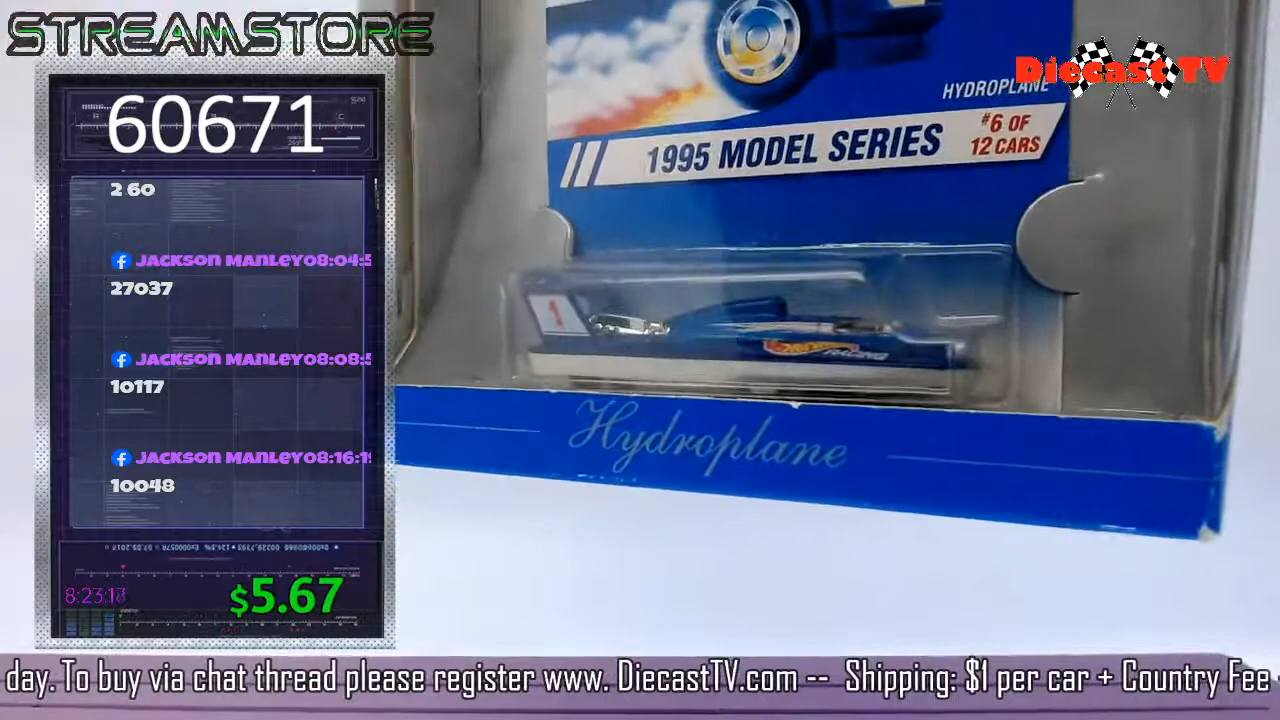 STREAMSTORE
60671
2 60
Jackson Manley08:04:5
27037
Jackson Manley08:08:5
10117
Jackson Manley08:16:1
10048
8:23:17
$5.67
Diecast TV
HYDROPLANE
1995 MODEL SERIES
#6 OF
12 CARS
1
RACING
Hydroplane
day. To buy via chat thread please register www. DiecastTV.com -- Shipping: $1 per car + Country Fee